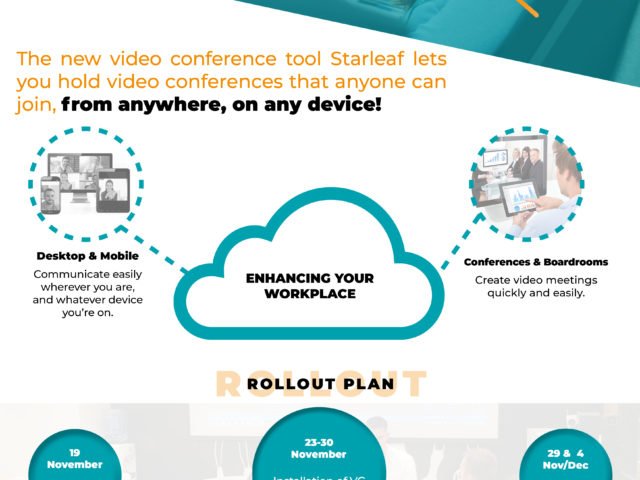 The new video conference tool Starleaf lets
you hold video conferences that anyone can
join, from anywhere, on any device!
Desktop & Mobile
Communicate easily
wherever you are,
and whatever device
you're on.
ENHANCING YOUR
WORKPLACE
Conferences & Boardrooms
Create video meetings
quickly and easily.
ROLLOUT
ROLLOUT PLAN
19
November
23-30
November
Installation of VC
29 & 4
Nov/Dec